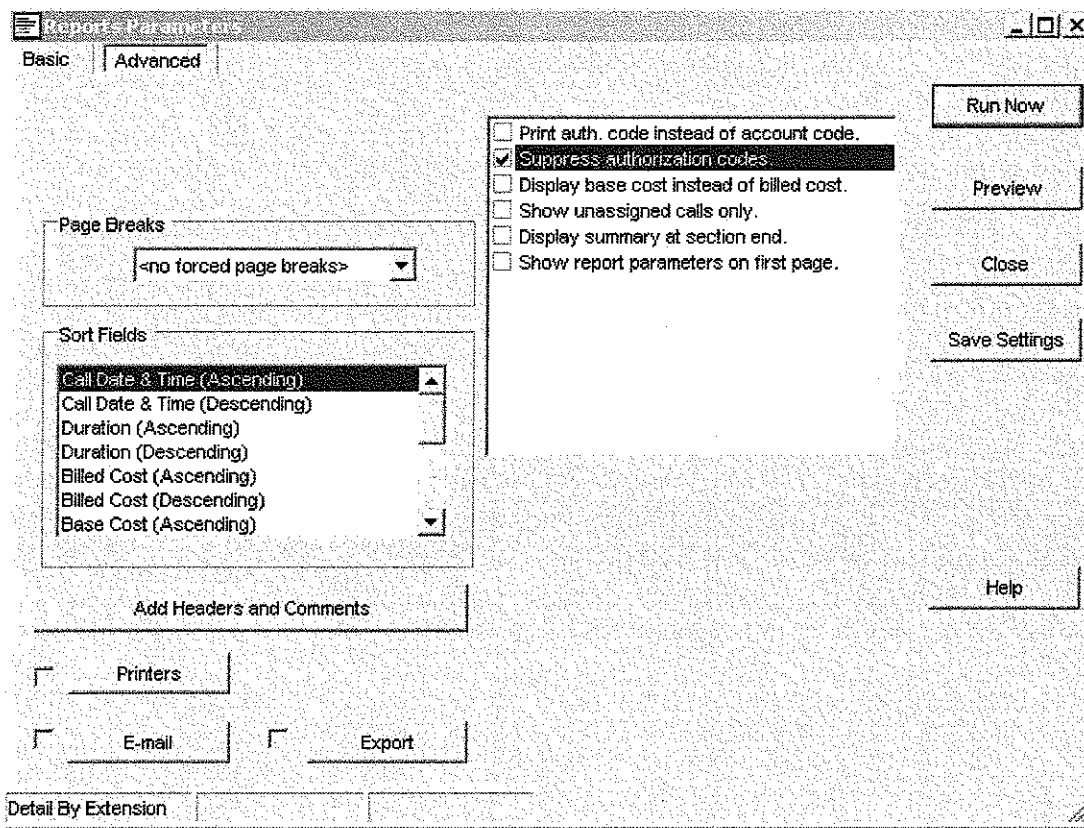 Reports Parameters
Basic
Advanced
Run Now
Print auth. code instead of account code.
Suppress authorization codes.
Display base cost instead of billed cost.
Show unassigned calls only.
Display summary at section end.
Show report parameters on first page.
Preview
Page Breaks
<no forced page breaks>
Close
Sort Fields
Save Settings
Call Date & Time (Ascending)
Call Date & Time (Descending)
Duration (Ascending)
Duration (Descending)
Billed Cost (Ascending)
Billed Cost (Descending)
Base Cost (Ascending)
Add Headers and Comments
Help
Printers
E-mail
Export
Detail By Extension